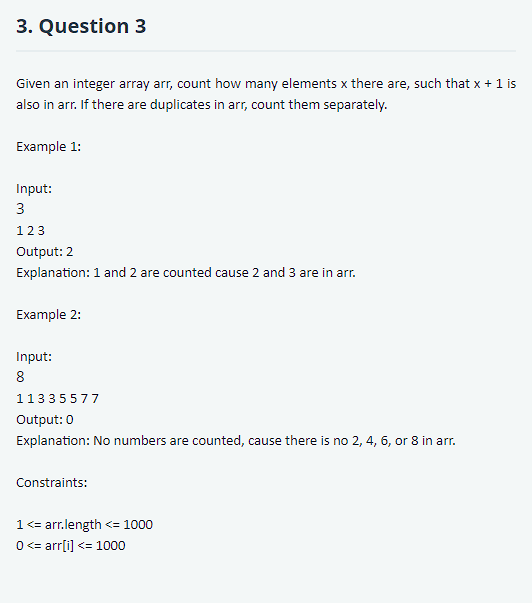 3. Question 3
Given an integer array arr, count how many elements x there are, such that x + 1 is
also in arr. If there are duplicates in arr, count them separately.
Example 1:
Input:
3
1 2 3
Output: 2
Explanation: 1 and 2 are counted cause 2 and 3 are in arr.
Example 2:
Input:
8
1 1 3 3 5 5 7 7
Output: 0
Explanation: No numbers are counted, cause there is no 2, 4, 6, or 8 in arr.
Constraints:
1 <= arr.length <= 1000
0 <= arr[i] <= 1000